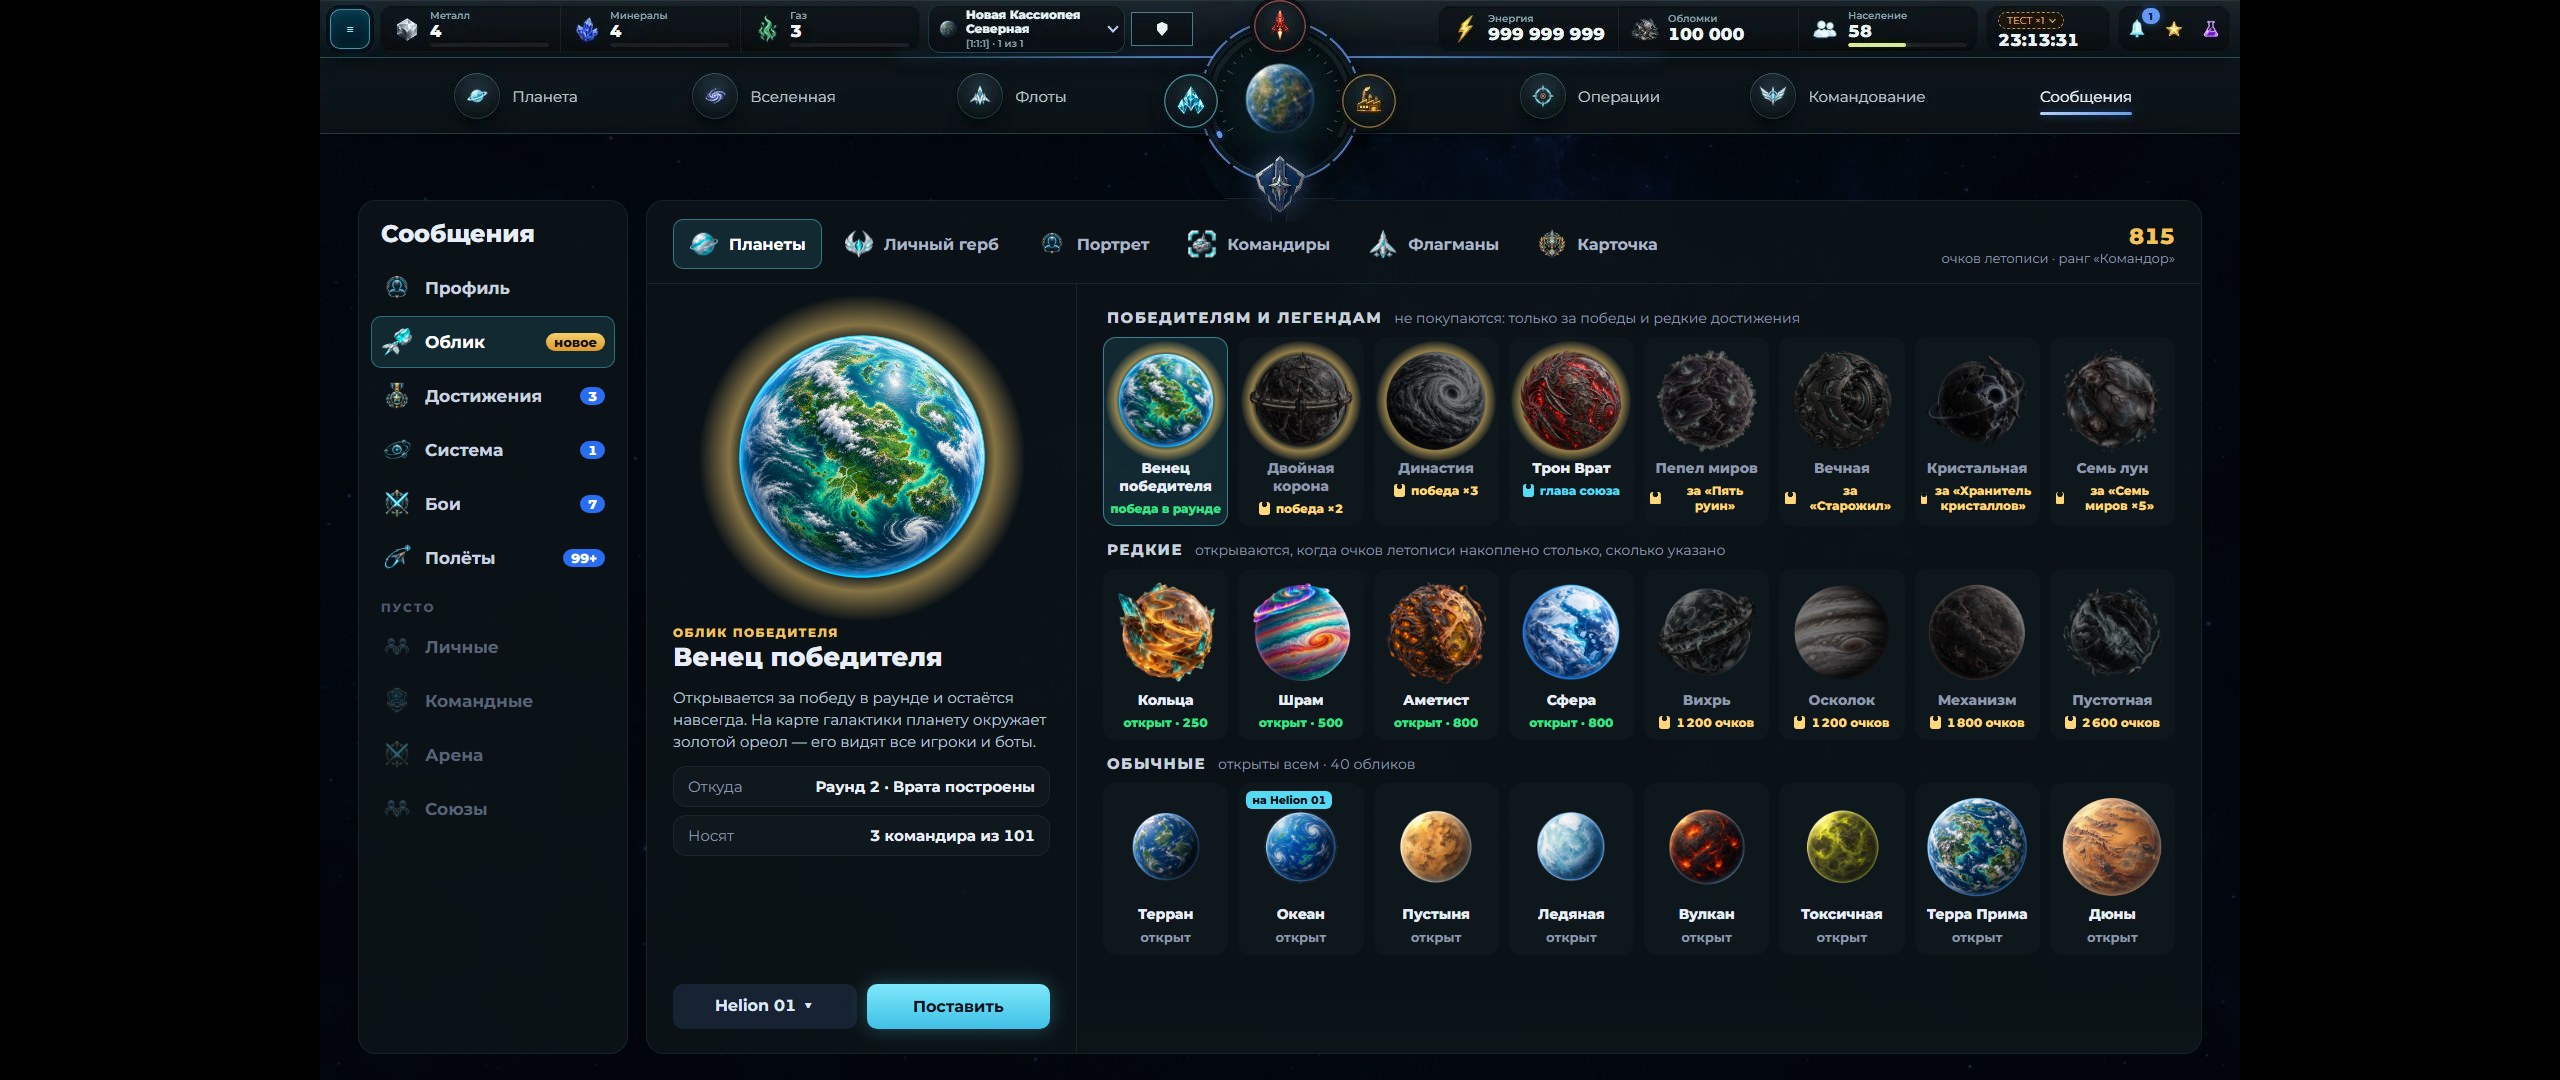 Металл
4
Минералы
4
Газ
3
Новая Кассиопея
Северная
[1:1:1] · 1 из 1
Энергия
999 999 999
Обломки
100 000
Население
58
ТЕСТ ×1
23:13:31
1
Планета
Вселенная
Флоты
Операции
Командование
Сообщения
Сообщения
Профиль
Облик
новое
Достижения
3
Система
1
Бои
7
Полёты
99+
ПУСТО
Личные
Командные
Арена
Союзы
Планеты
Личный герб
Портрет
Командиры
Флагманы
Карточка
815
очков летописи · ранг «Командор»
ОБЛИК ПОБЕДИТЕЛЯ
Венец победителя
Открывается за победу в раунде и остаётся
навсегда. На карте галактики планету окружает
золотой ореол — его видят все игроки и боты.
Откуда
Раунд 2 · Врата построены
Носят
3 командира из 101
Helion 01
Поставить
ПОБЕДИТЕЛЯМ И ЛЕГЕНДАМ
не покупаются: только за победы и редкие достижения
Венец
победителя
победа в раунде
Двойная
корона
победа ×2
Династия
победа ×3
Трон Врат
глава союза
Пепел миров
за «Пять
руин»
Вечная
за
«Старожил»
Кристальная
за «Хранитель
кристаллов»
Семь лун
за «Семь
миров ×5»
РЕДКИЕ
открываются, когда очков летописи накоплено столько, сколько указано
Кольца
открыт · 250
Шрам
открыт · 500
Аметист
открыт · 800
Сфера
открыт · 800
Вихрь
1 200 очков
Осколок
1 200 очков
Механизм
1 800 очков
Пустотная
2 600 очков
ОБЫЧНЫЕ
открыты всем · 40 обликов
Терран
открыт
на Helion 01
Океан
открыт
Пустыня
открыт
Ледяная
открыт
Вулкан
открыт
Токсичная
открыт
Терра Прима
открыт
Дюны
открыт